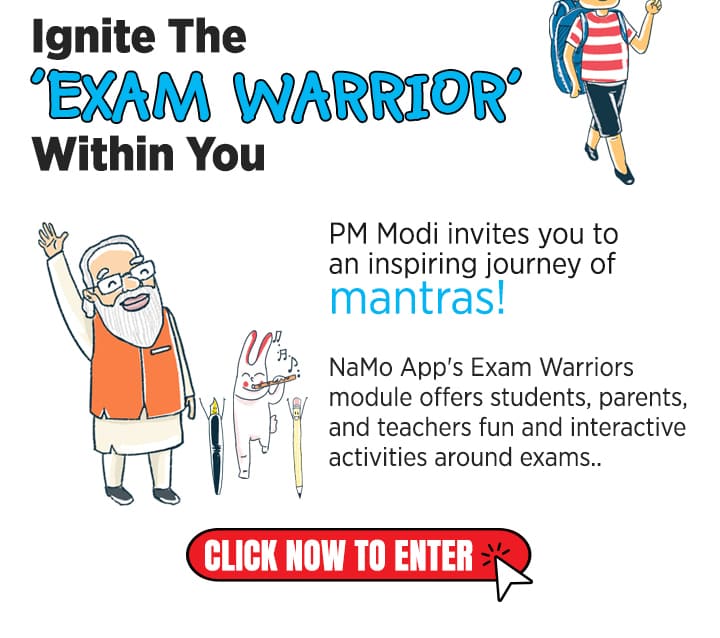 Ignite The
'EXAM WARRIOR'
Within You
PM Modi invites you to
an inspiring journey of
mantras!
NaMo App's Exam Warriors
module offers students, parents,
and teachers fun and interactive
activities around exams..
CLICK NOW TO ENTER